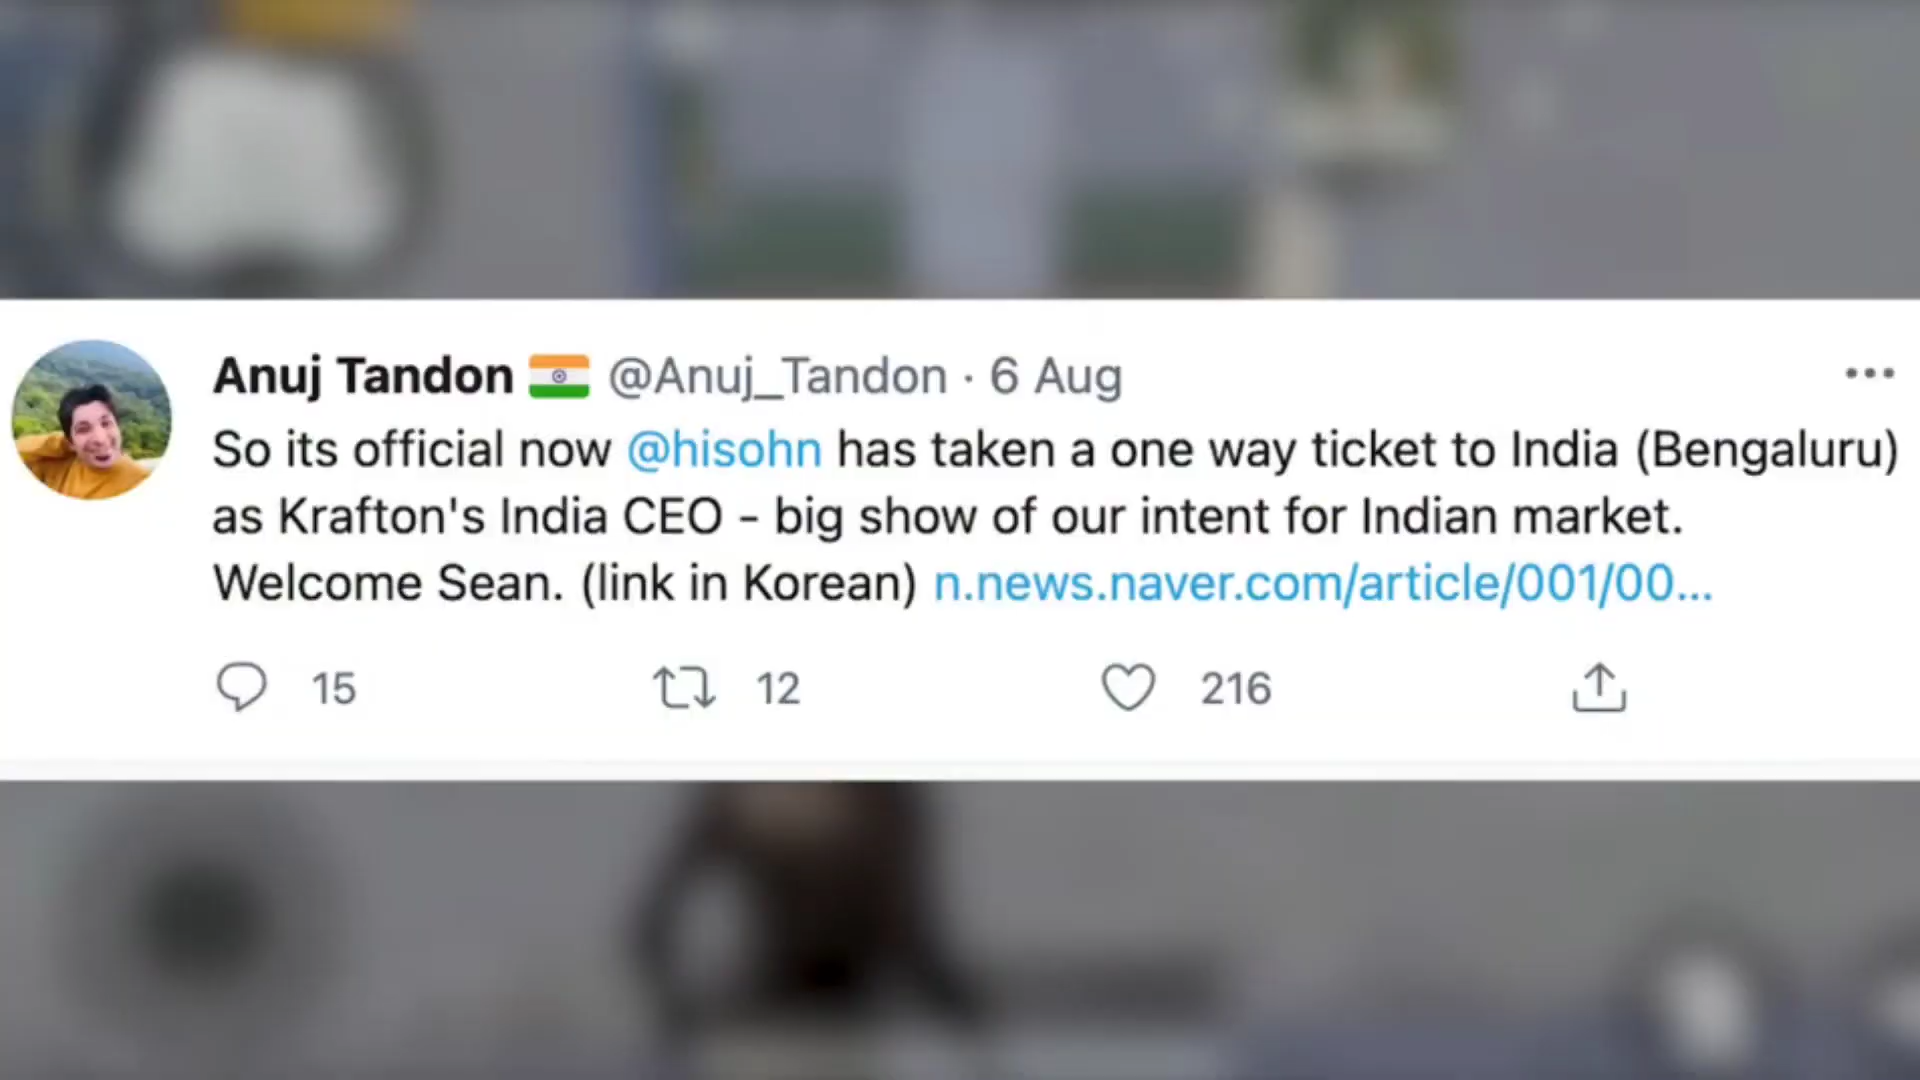 Anuj Tandon 🇮🇳 @Anuj_Tandon · 6 Aug
So its official now @hisohn has taken a one way ticket to India (Bengaluru)
as Krafton's India CEO - big show of our intent for Indian market.
Welcome Sean. (link in Korean) n.news.naver.com/article/001/00...
15 12 216